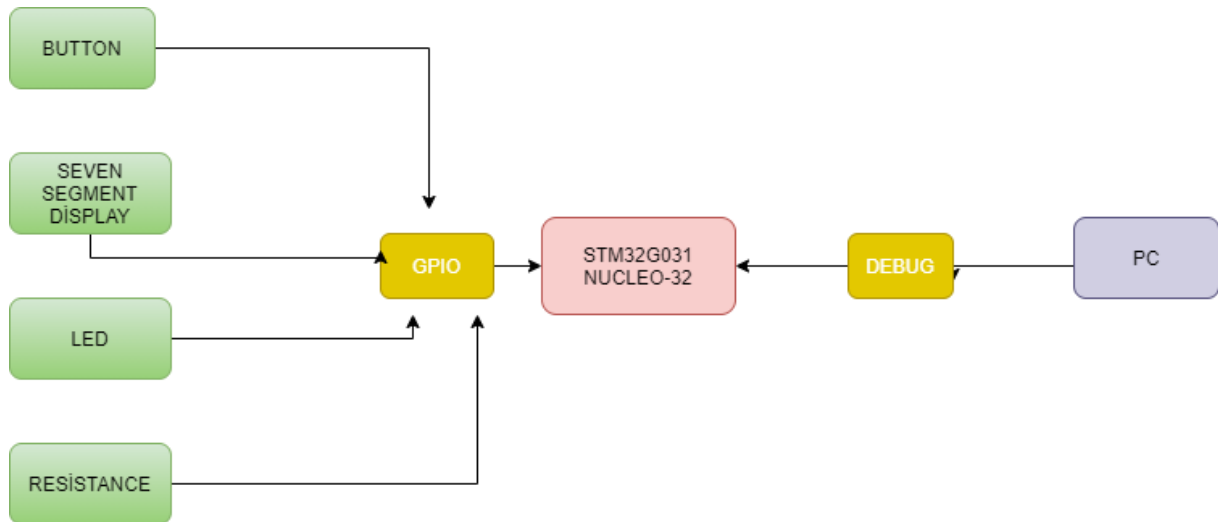 BUTTON
SEVEN
SEGMENT
DİSPLAY
GPIO
STM32G031
NUCLEO-32
DEBUG
PC
LED
RESİSTANCE